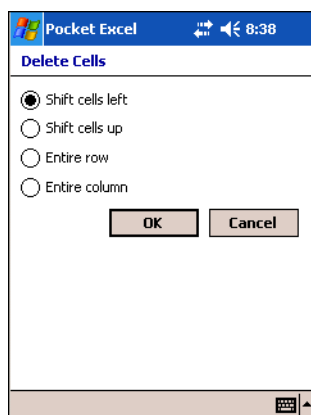 Pocket Excel 8:38
Delete Cells
Shift cells left
Shift cells up
Entire row
Entire column
OK Cancel